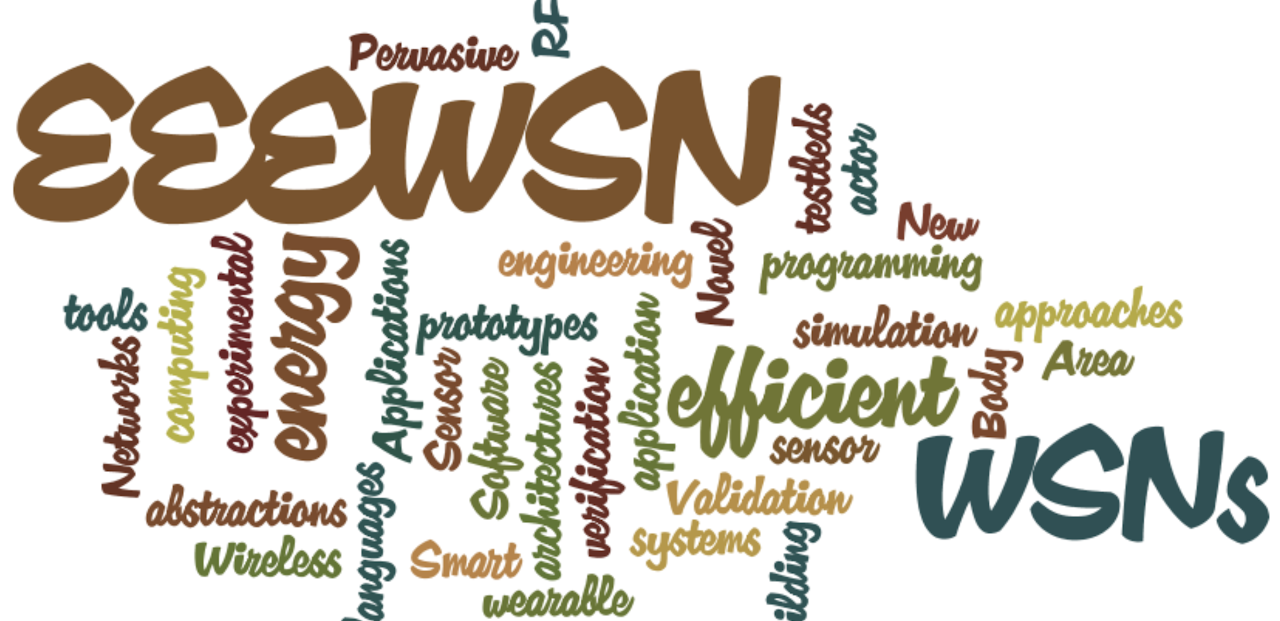 Pervasive
RF
EEEWSN
testbeds
actor
New
engineering
Novel
programming
tools
computing
experimental
energy
Applications
prototypes
simulation
approaches
Area
Networks
Sensor
Software
architectures
verification
application
efficient
Body
sensor
WSNs
abstractions
Validation
Wireless
languages
Smart
systems
wearable
ilding